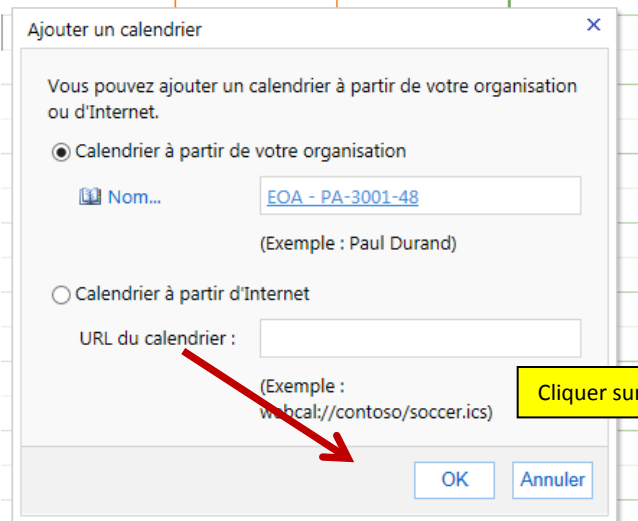 Ajouter un calendrier
Vous pouvez ajouter un calendrier à partir de votre organisation
ou d'Internet.
Calendrier à partir de votre organisation
Nom... EOA - PA-3001-48
(Exemple : Paul Durand)
Calendrier à partir d'Internet
URL du calendrier :
(Exemple :
webcal://contoso/soccer.ics)
Cliquer sur
OK Annuler